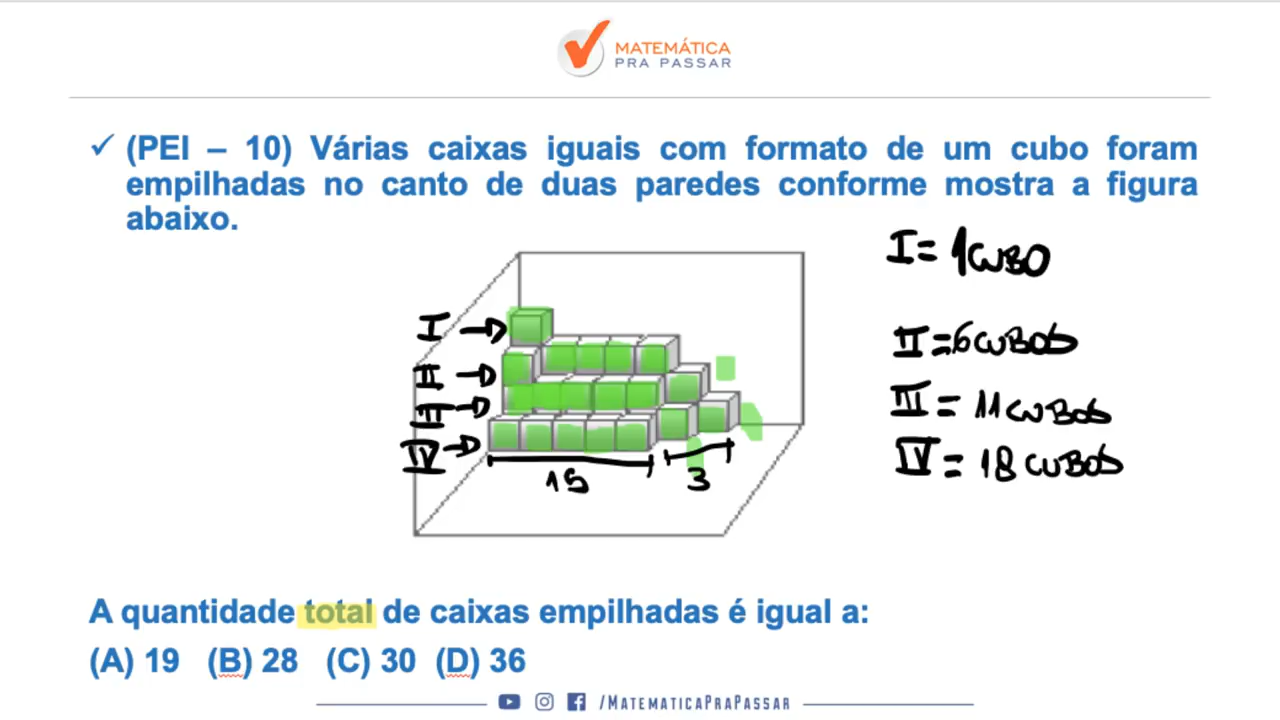 MATEMÁTICA
PRA PASSAR
✓ (PEI – 10) Várias caixas iguais com formato de um cubo foram
empilhadas no canto de duas paredes conforme mostra a figura
abaixo.
I = 1 CUBO
I →
II = 6 CUBOS
II →
III = 11 CUBOS
III →
IV = 18 CUBOS
IV →
15
3
A quantidade total de caixas empilhadas é igual a:
(A) 19 (B) 28 (C) 30 (D) 36
/MATEMATICAPRAPASSAR